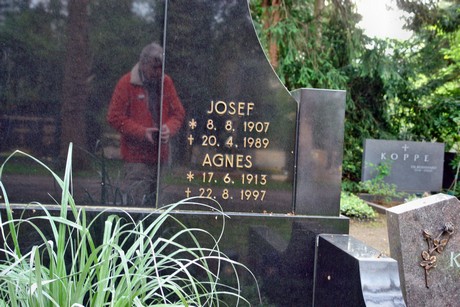 JOSEF
* 8. 8. 1907
† 20. 4. 1989
AGNES
* 17. 6. 1913
† 22. 8. 1997
KOPPE
K